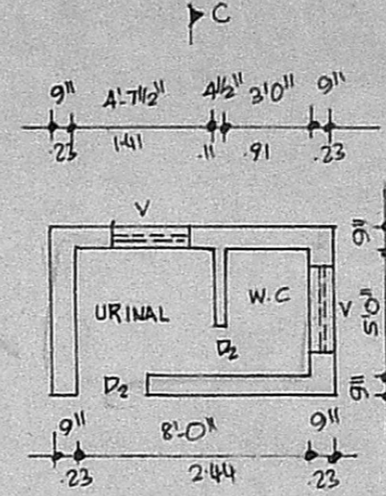 C
9" 4'-7½" 4½" 3'0" 9"
.23 1.41 .11 .91 .23
V
9"
URINAL W.C V 5'0"
D2
D2 9"
9" 8'-0" 9"
.23 2.44 .23